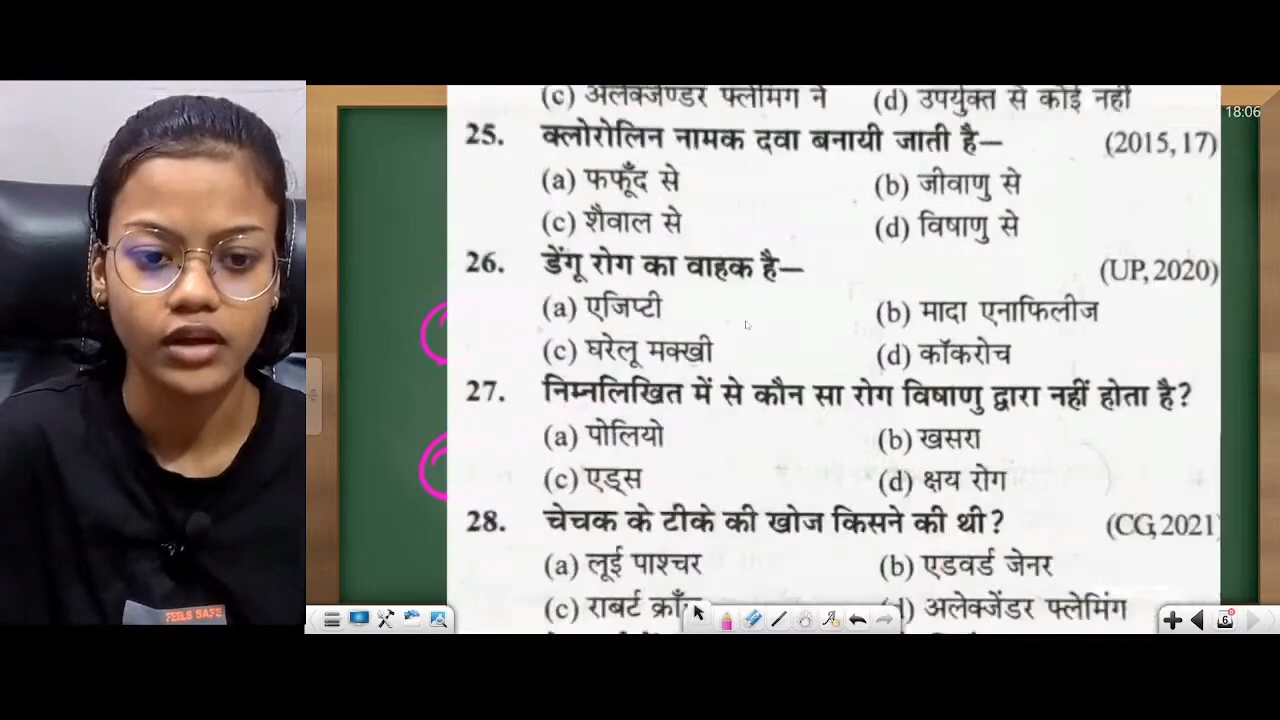 (c) अलेक्जेण्डर फ्लेमिंग ने (d) उपर्युक्त से कोई नहीं
18:06
25. क्लोरोलिन नामक दवा बनायी जाती है— (2015, 17)
(a) फफूँद से (b) जीवाणु से
(c) शैवाल से (d) विषाणु से
26. डेंगू रोग का वाहक है— (UP, 2020)
(a) एजिप्टी (b) मादा एनाफिलीज
(c) घरेलू मक्खी (d) कॉकरोच
27. निम्नलिखित में से कौन सा रोग विषाणु द्वारा नहीं होता है?
(a) पोलियो (b) खसरा
(c) एड्स (d) क्षय रोग
28. चेचक के टीके की खोज किसने की थी? (CG, 2021)
(a) लूई पाश्चर (b) एडवर्ड जेनर
(c) राबर्ट (d) अलेक्जेंडर फ्लेमिंग
FEELS SAFE
6